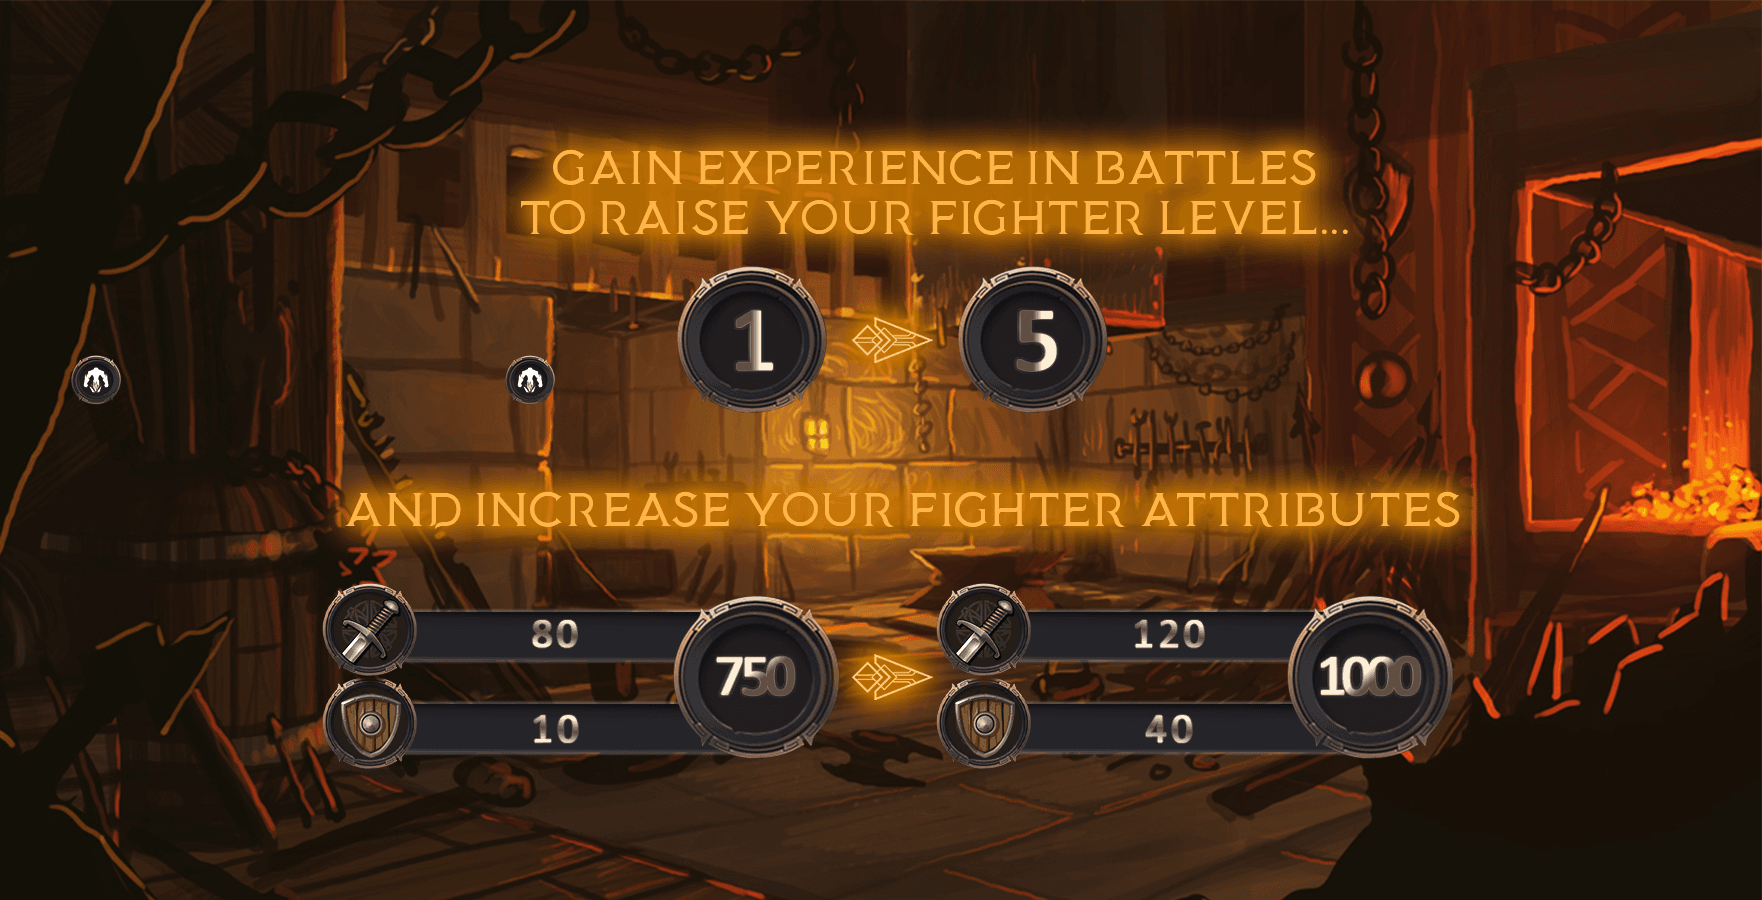 GAIN EXPERIENCE IN BATTLES
TO RAISE YOUR FIGHTER LEVEL...
1 5
AND INCREASE YOUR FIGHTER ATTRIBUTES
80 120
750 1000
10 40